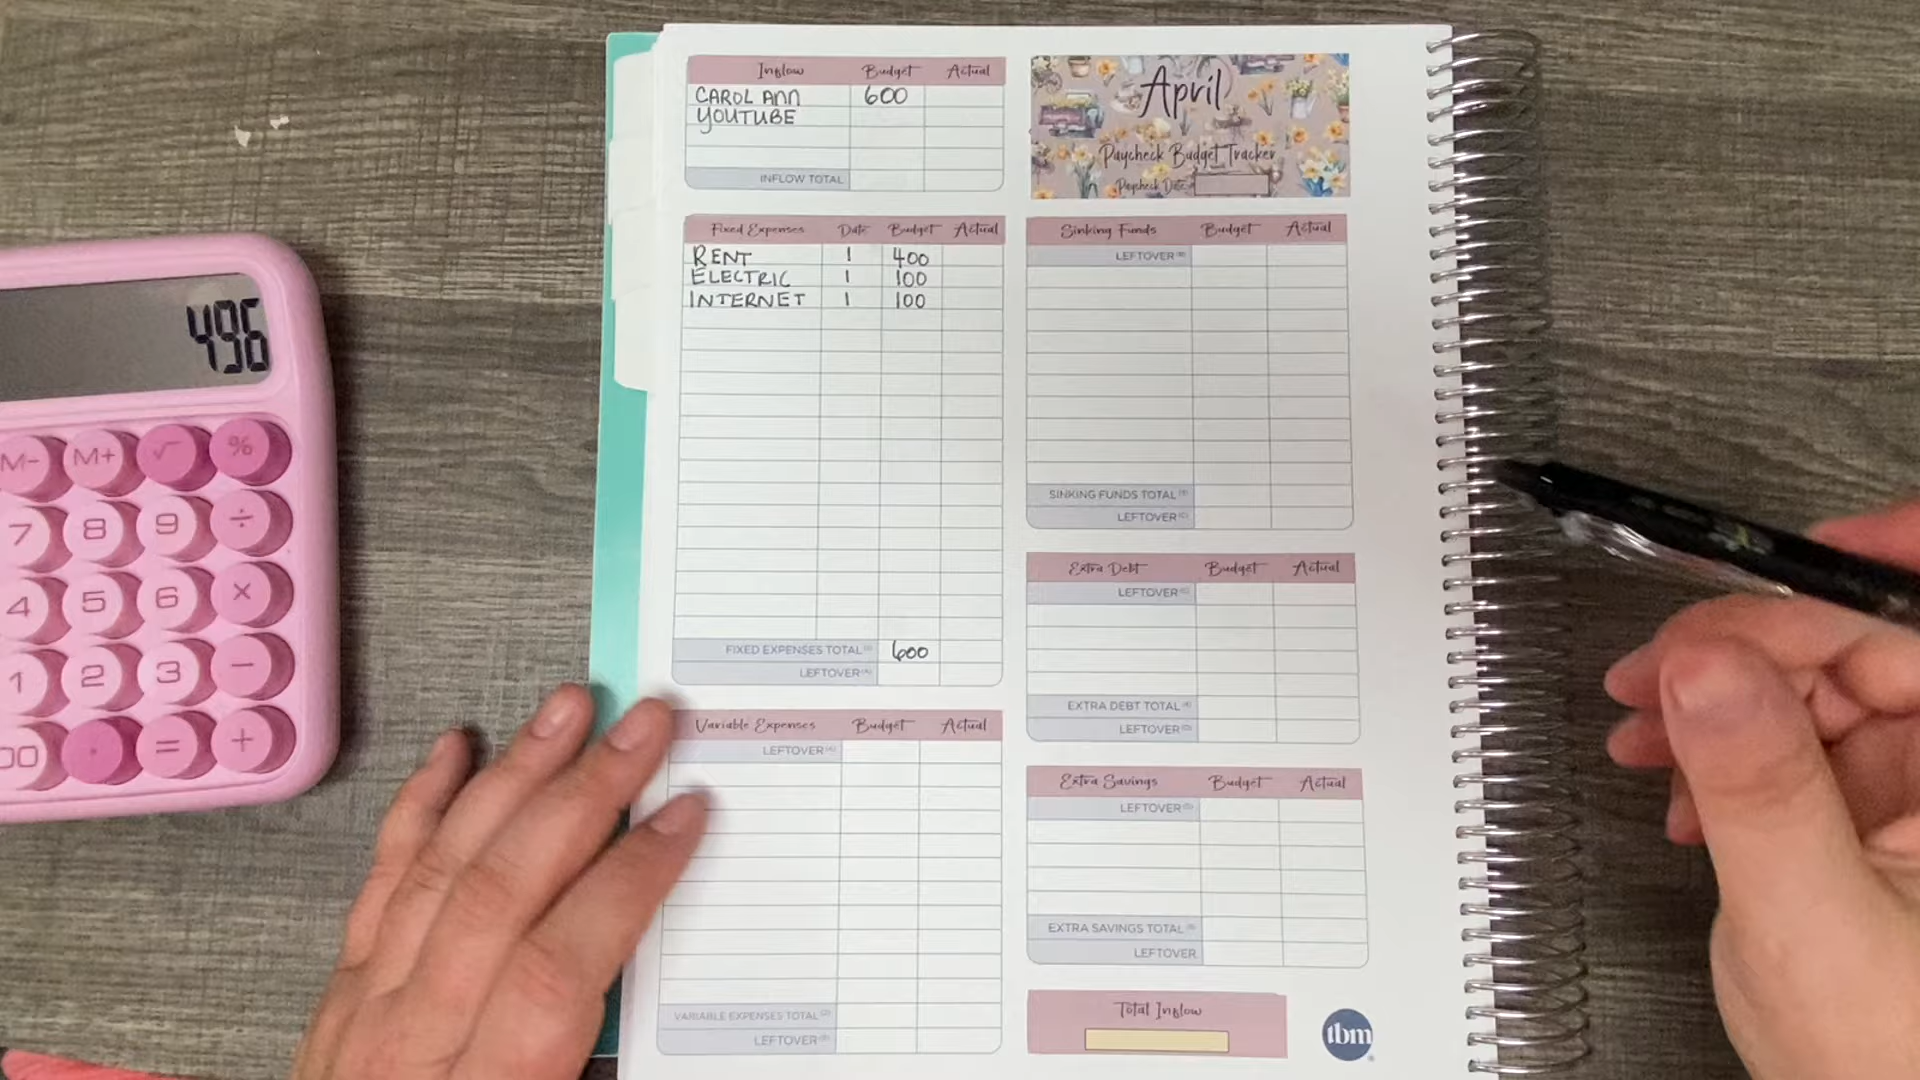 Inflow Budget Actual
CAROL ANN 600
YOUTUBE
INFLOW TOTAL
April
Paycheck Budget Tracker
Paycheck Date:
Fixed Expenses Date Budget Actual
RENT 1 400
ELECTRIC 1 100
INTERNET 1 100
FIXED EXPENSES TOTAL 600
LEFTOVER (A)
Variable Expenses Budget Actual
LEFTOVER (A)
VARIABLE EXPENSES TOTAL
LEFTOVER (B)
Sinking Funds Budget Actual
LEFTOVER (B)
SINKING FUNDS TOTAL
LEFTOVER (C)
Extra Debt Budget Actual
LEFTOVER (C)
EXTRA DEBT TOTAL
LEFTOVER (D)
Extra Savings Budget Actual
LEFTOVER (D)
EXTRA SAVINGS TOTAL
LEFTOVER
Total Inflow
tbm
496
M- M+ √ %
7 8 9 ÷
4 5 6 ×
1 2 3 −
00 . = +